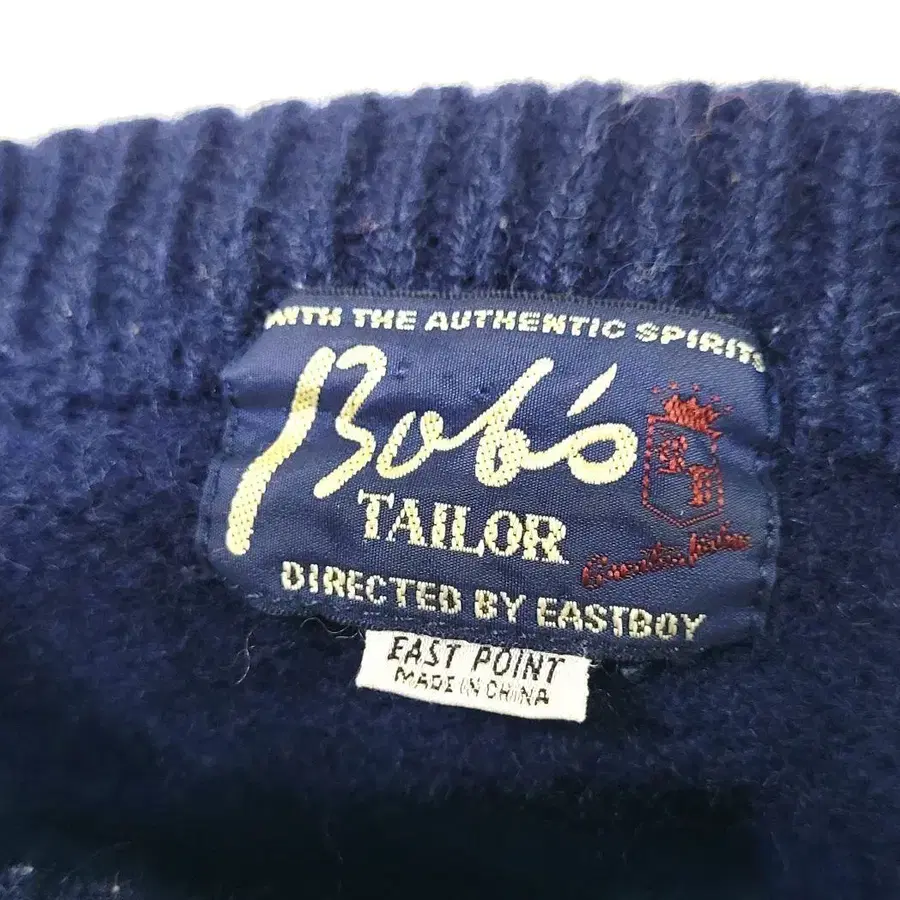 WITH THE AUTHENTIC SPIRITS
Bob's
TAILOR
DIRECTED BY EASTBOY
EAST POINT
MADE IN CHINA